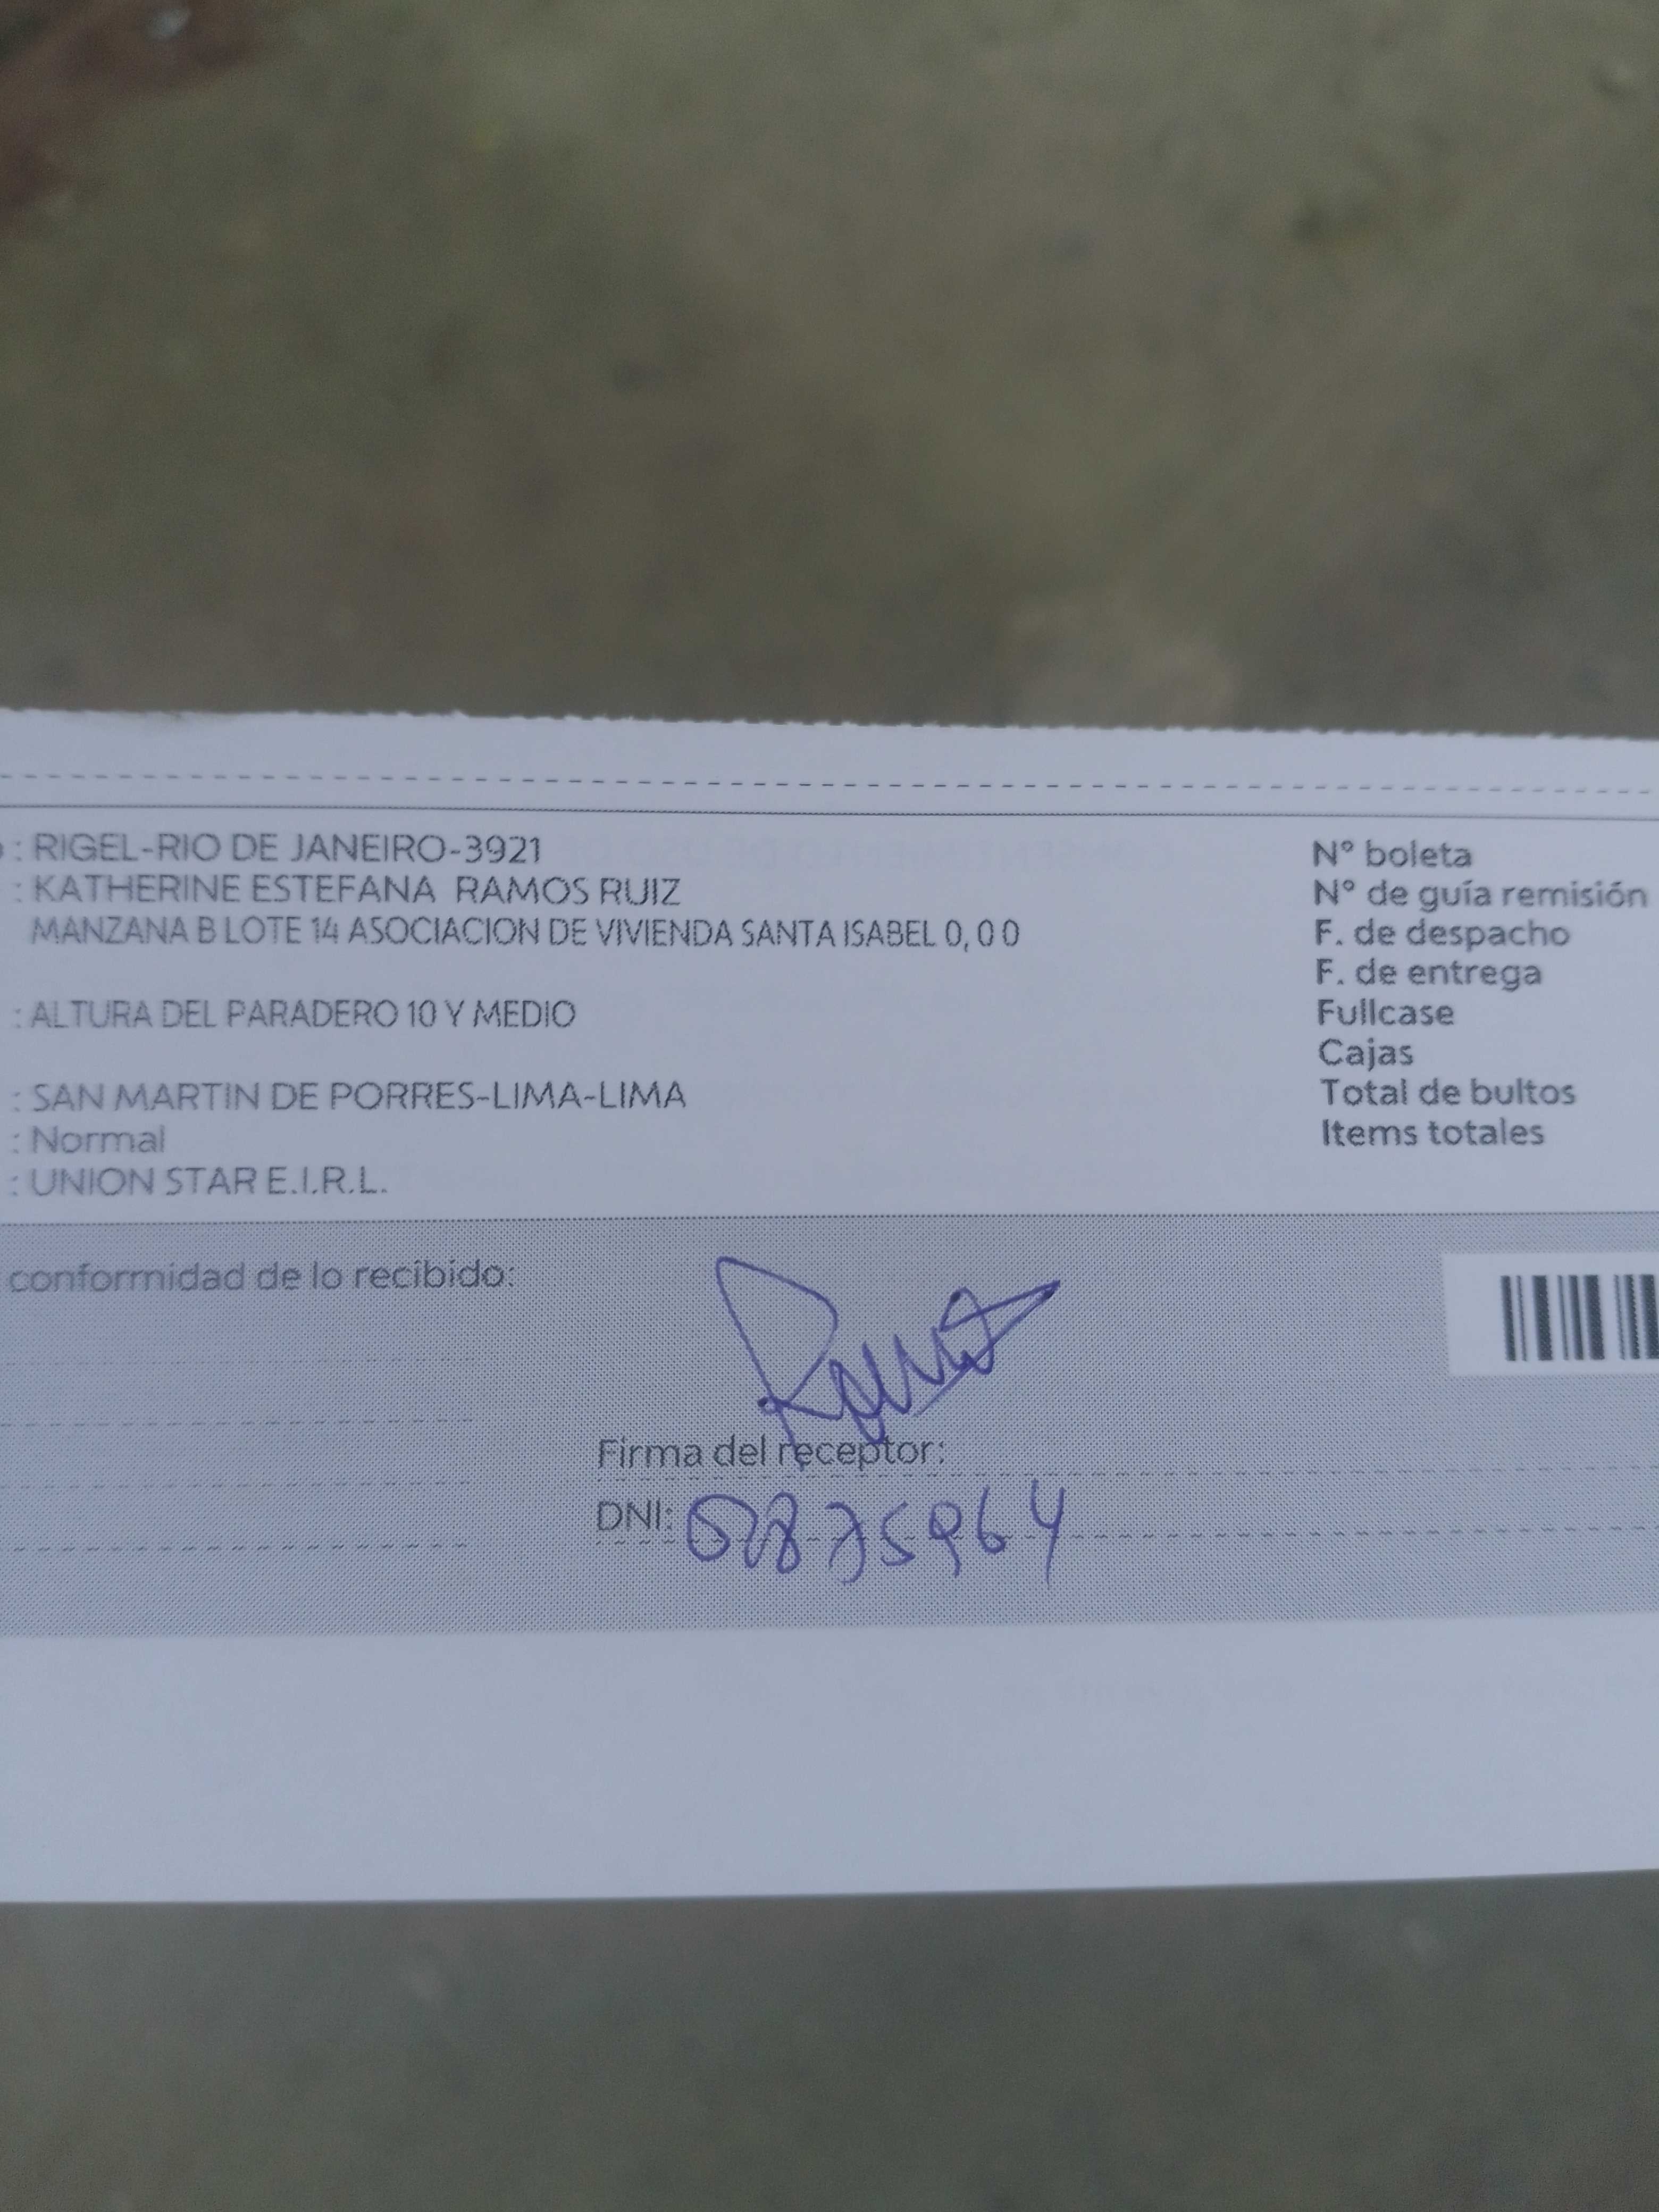 : RIGEL-RIO DE JANEIRO-3921
: KATHERINE ESTEFANA RAMOS RUIZ
MANZANA B LOTE 14 ASOCIACION DE VIVIENDA SANTA ISABEL 0, 0 0
: ALTURA DEL PARADERO 10 Y MEDIO
: SAN MARTIN DE PORRES-LIMA-LIMA
: Normal
: UNION STAR E.I.R.L.
Nº boleta
Nº de guía remisión
F. de despacho
F. de entrega
Fullcase
Cajas
Total de bultos
Items totales
conformidad de lo recibido:
Firma del receptor:
DNI: